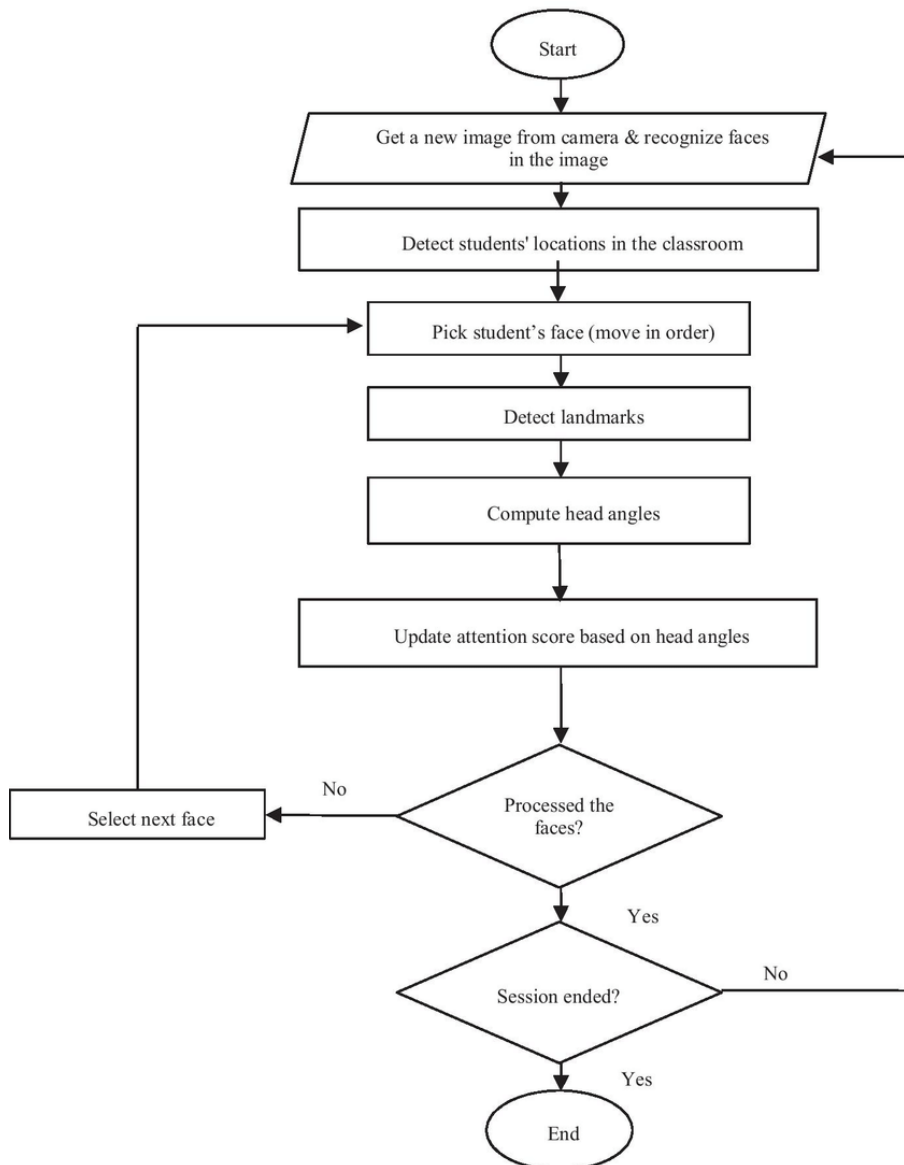 Start
Get a new image from camera & recognize faces
in the image
Detect students' locations in the classroom
Pick student’s face (move in order)
Detect landmarks
Compute head angles
Update attention score based on head angles
No
Select next face
Processed the
faces?
Yes
No
Session ended?
Yes
End